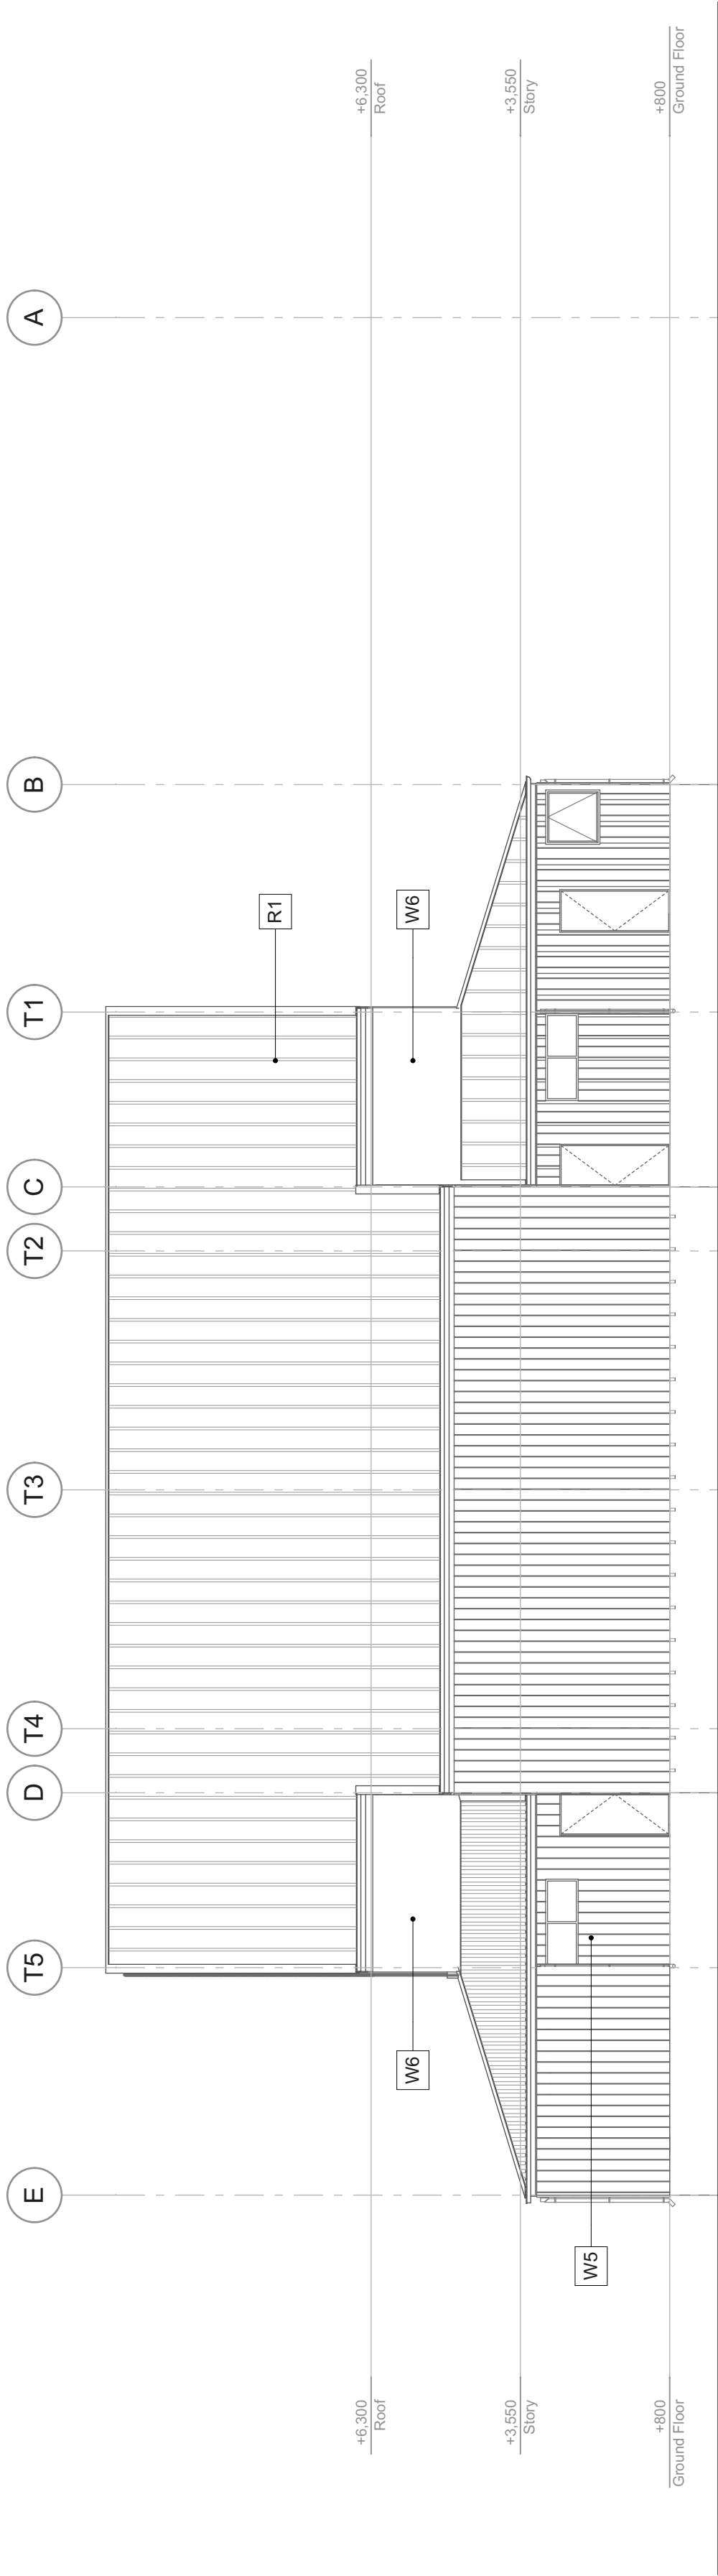 E
T5
D
T4
T3
T2
C
T1
B
A
R1
W6
W6
W5
+6,300
Roof
+6,300
Roof
+3,550
Story
+3,550
Story
+800
Ground Floor
+800
Ground Floor